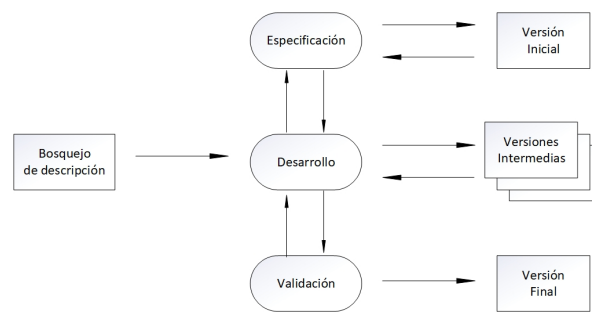 Especificación
Versión
Inicial
Bosquejo
de descripción
Desarrollo
Versiones
Intermedias
Validación
Versión
Final